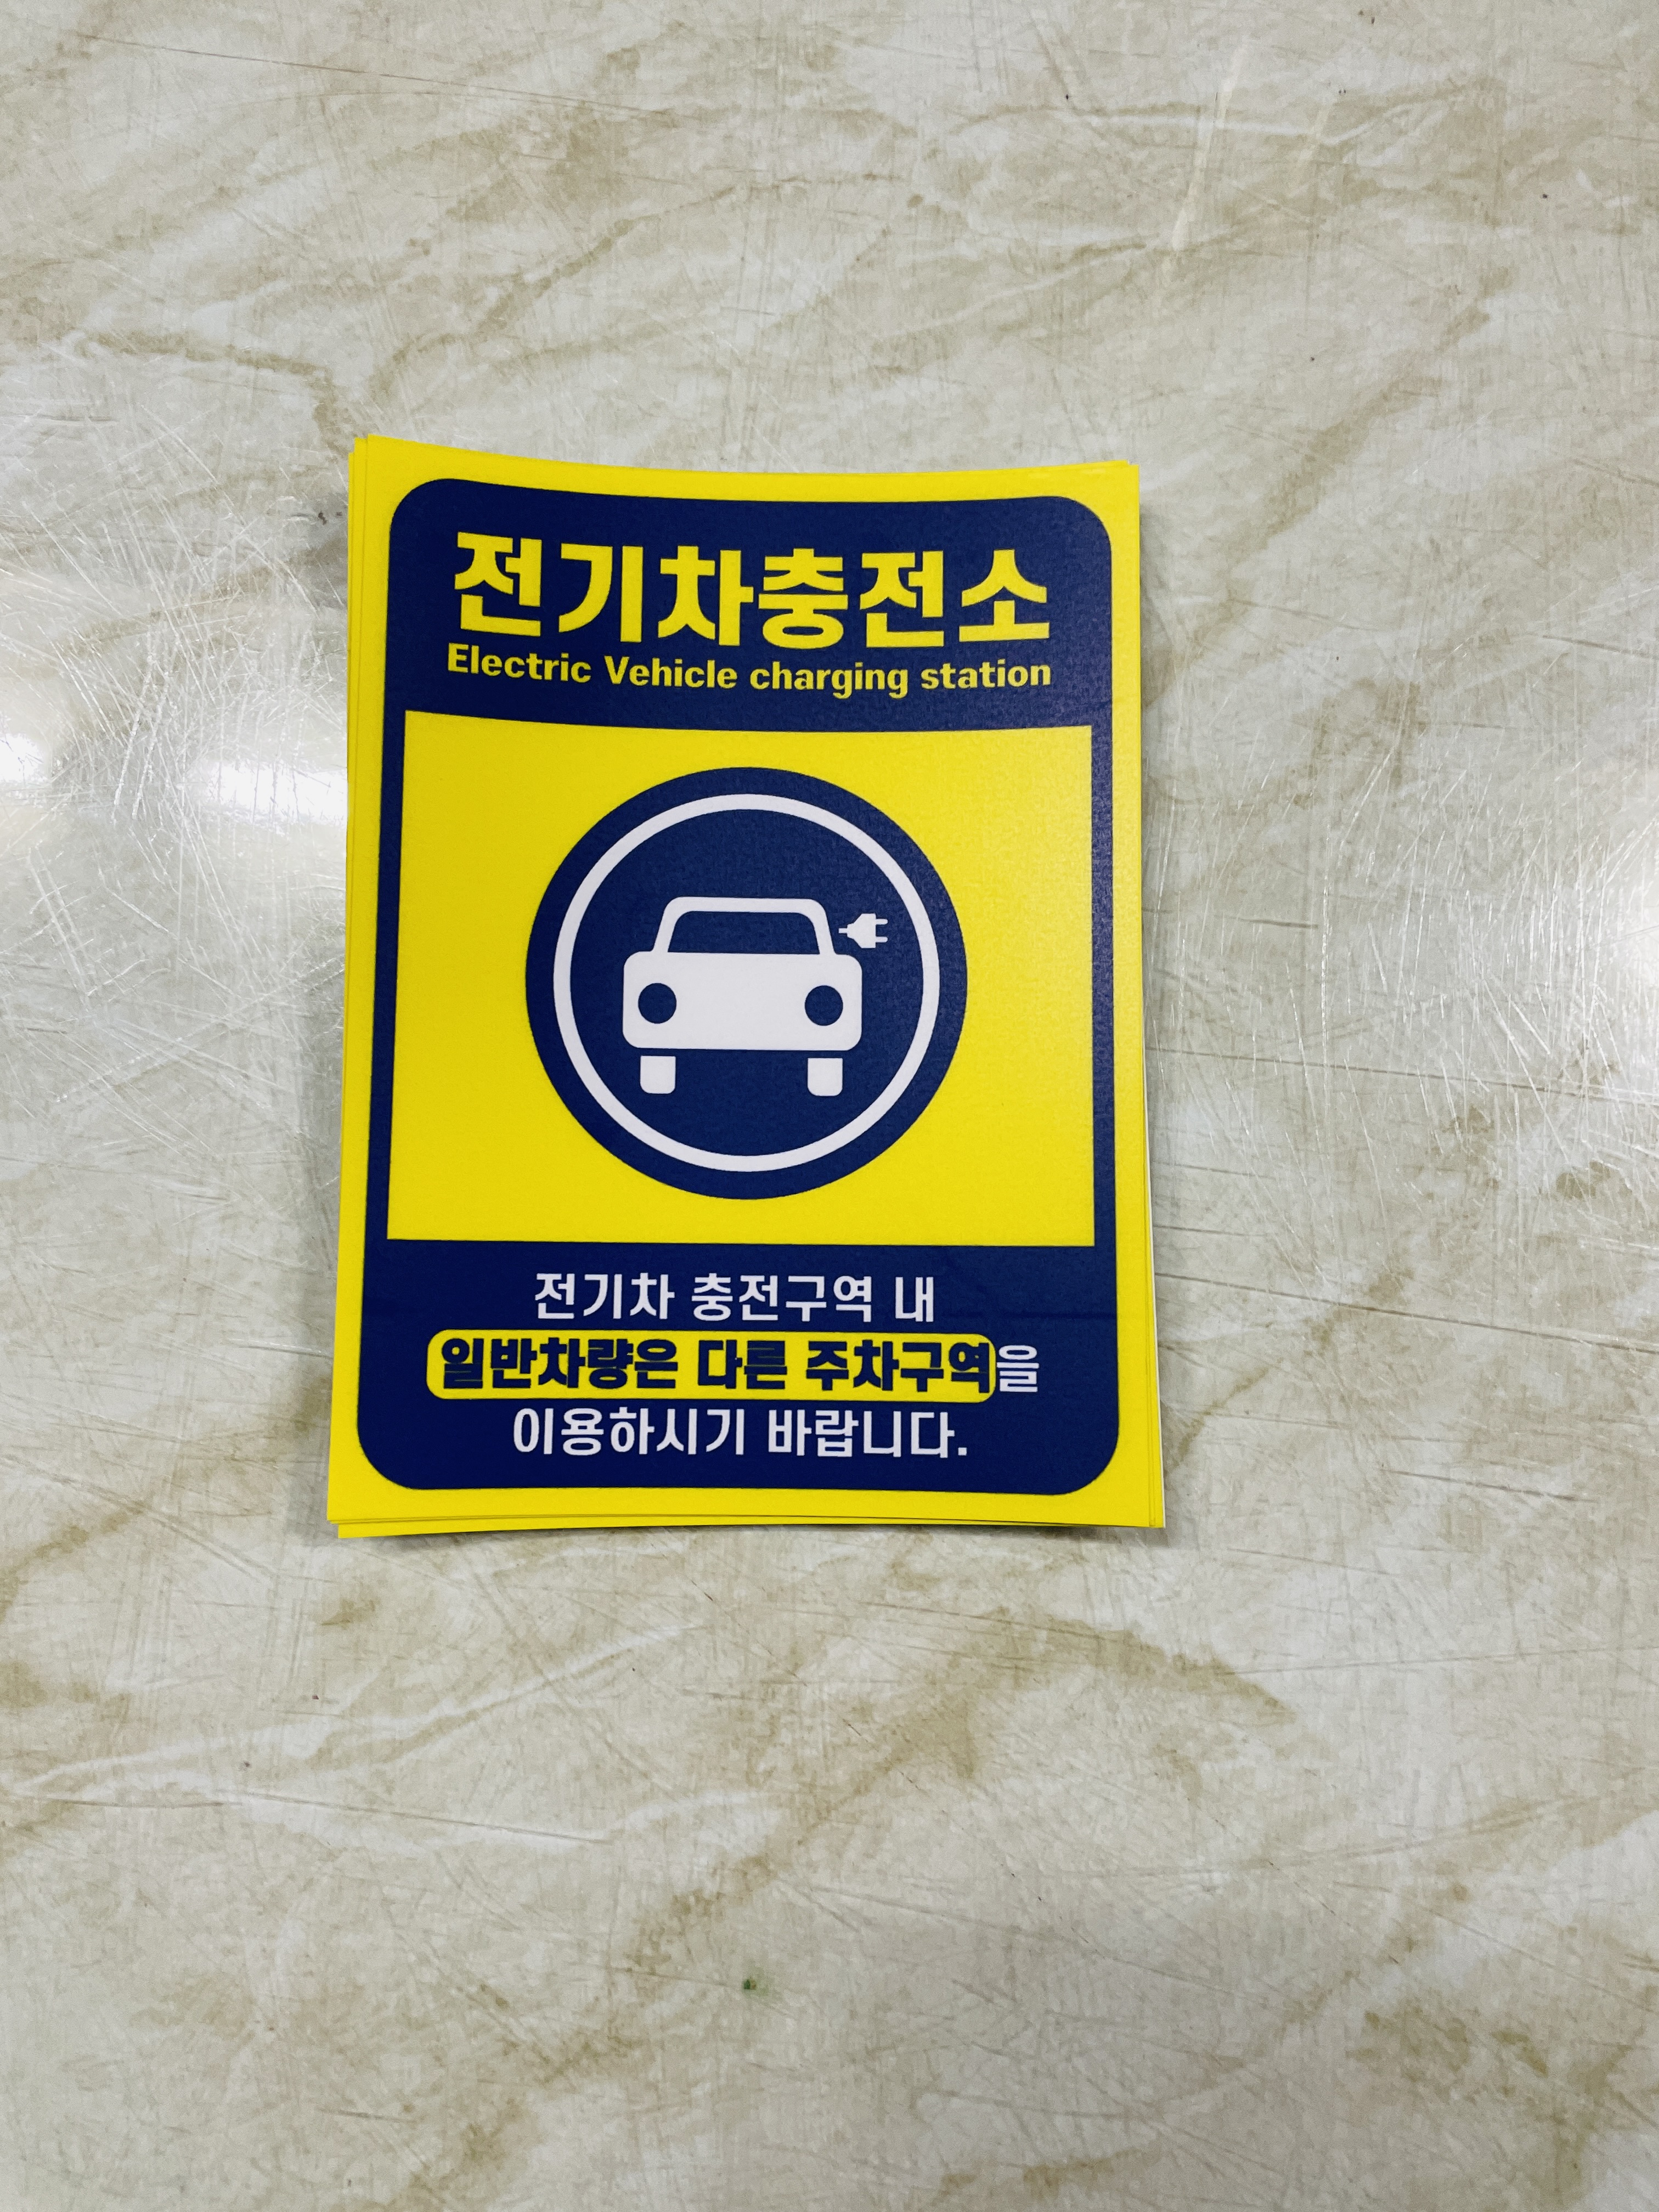 전기차충전소
Electric Vehicle charging station
전기차 충전구역 내
일반차량은 다른 주차구역을
이용하시기 바랍니다.